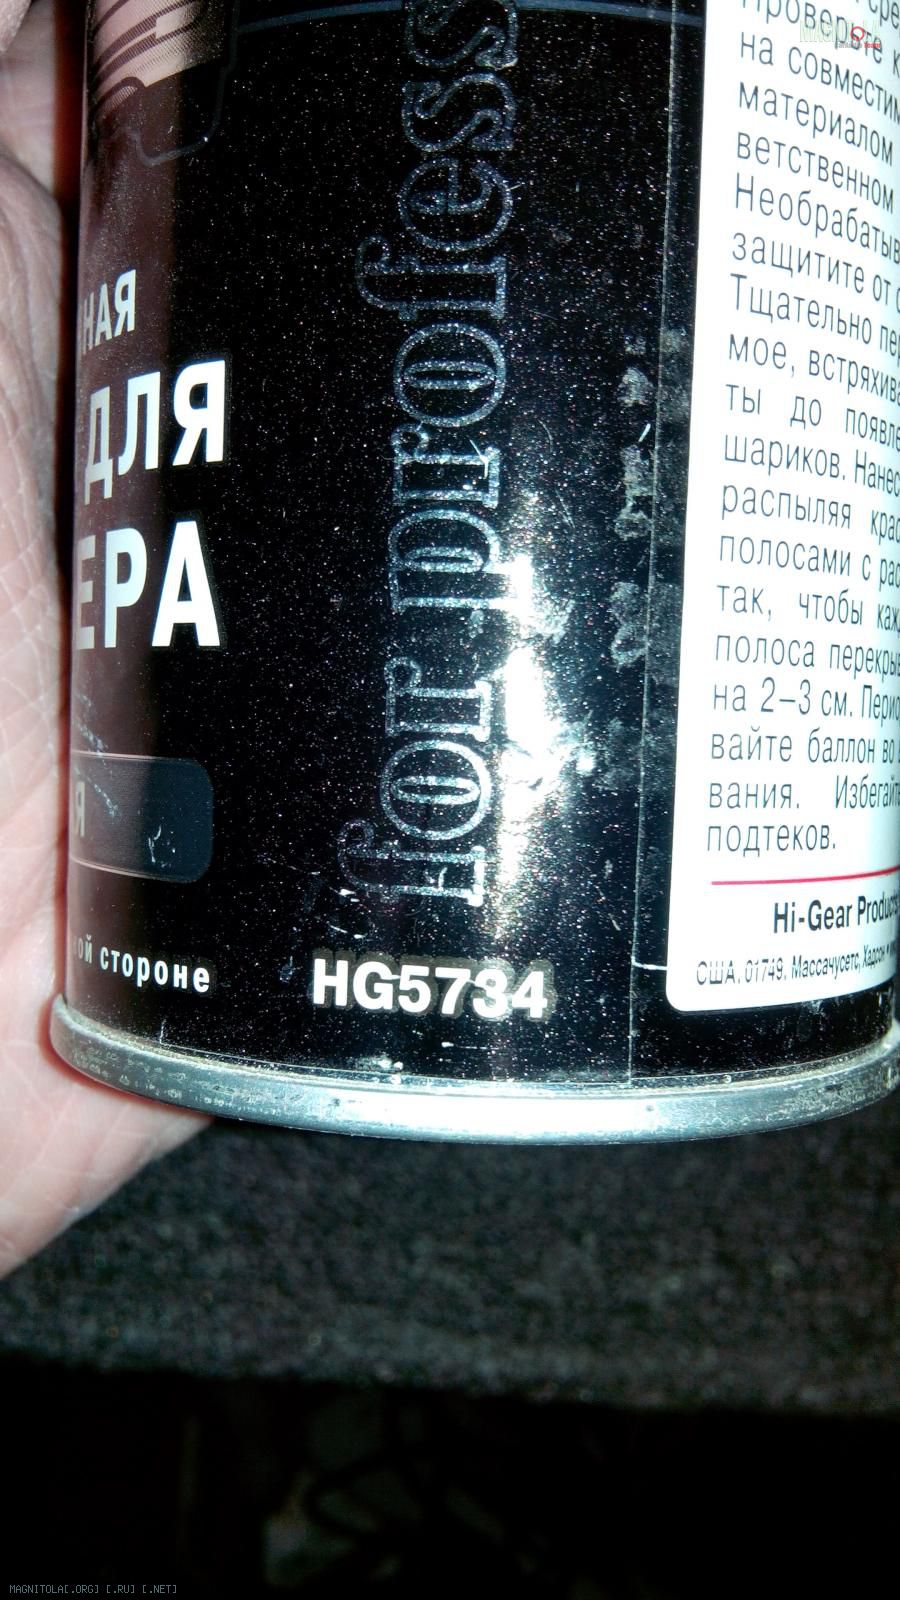 НАЯ
ДЛЯ
ЕРА
Я
ой стороне
for profess
HG5734
на совместим
материалом
ветственном
Необрабатыв
защитите от
Тщательно пер
мое, встряхива
ты до появле
шариков. Нанес
распыляя крас
полосами с рас
так, чтобы каж
полоса перекрыв
на 2–3 см. Перио
вайте баллон во
вания. Избегайте
подтеков.
Hi-Gear Products
США, 01749, Массачусетс, Хадсон
MAGNITOLA[.ORG] [.RU] [.NET]